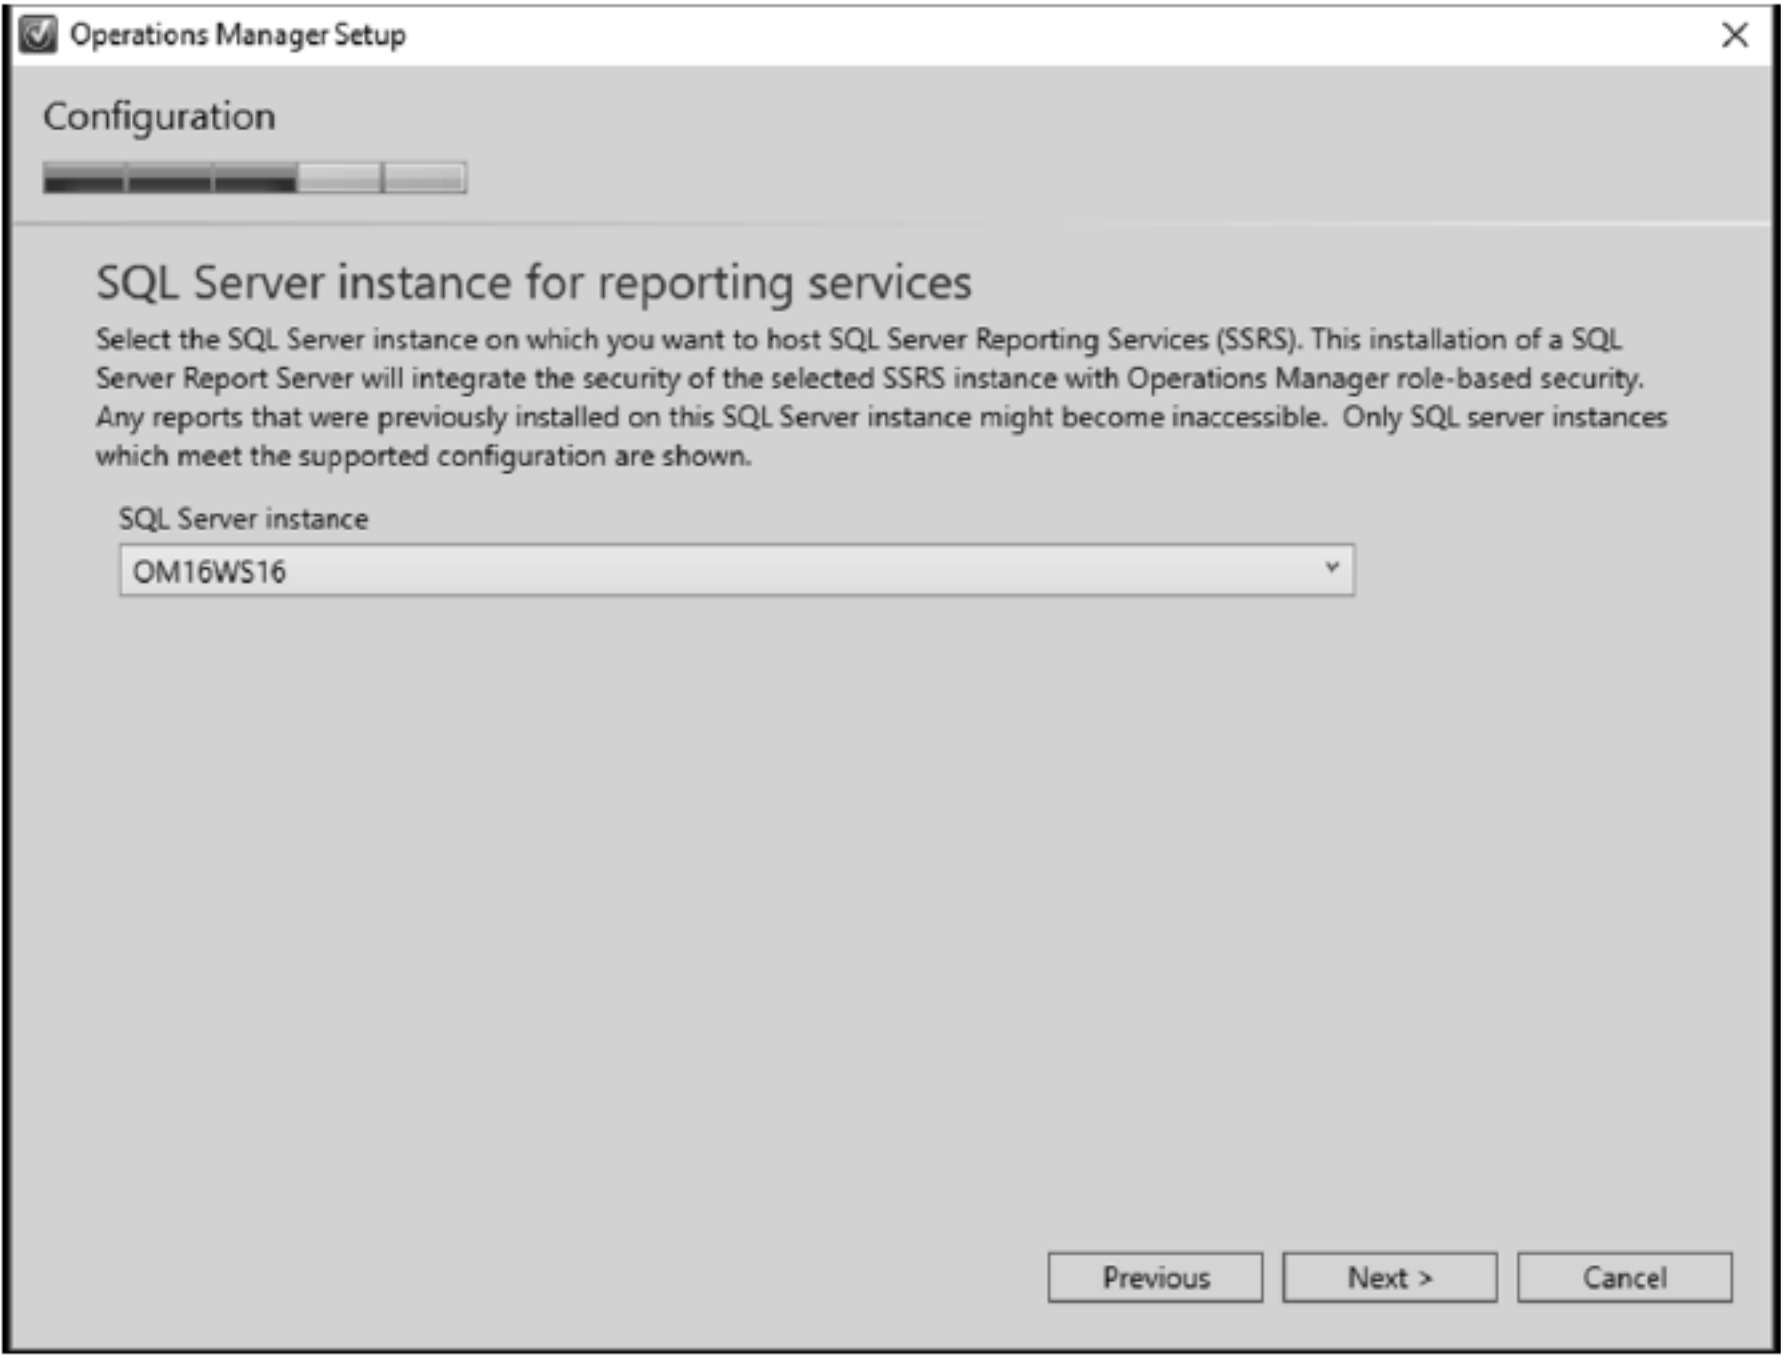 Operations Manager Setup
Configuration
SQL Server instance for reporting services
Select the SQL Server instance on which you want to host SQL Server Reporting Services (SSRS). This installation of a SQL
Server Report Server will integrate the security of the selected SSRS instance with Operations Manager role-based security.
Any reports that were previously installed on this SQL Server instance might become inaccessible.  Only SQL server instances
which meet the supported configuration are shown.
SQL Server instance
OM16WS16
Previous
Next >
Cancel